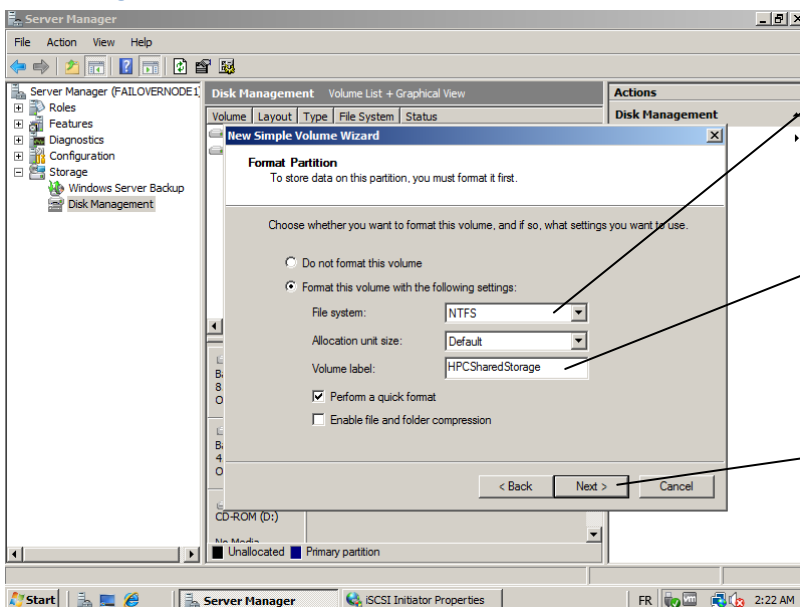 Server Manager
File Action View Help
Server Manager (FAILOVERNODE1
Roles
Features
Diagnostics
Configuration
Storage
Windows Server Backup
Disk Management
Disk Management Volume List + Graphical View
Volume Layout Type File System Status
Actions
Disk Management
New Simple Volume Wizard
Format Partition
To store data on this partition, you must format it first.
Choose whether you want to format this volume, and if so, what settings you want to use.
Do not format this volume
Format this volume with the following settings:
File system: NTFS
Allocation unit size: Default
Volume label: HPCSharedStorage
Perform a quick format
Enable file and folder compression
< Back Next > Cancel
Ba
8
O
Ba
4
O
CD-ROM (D:)
No Media
Unallocated Primary partition
Start Server Manager iSCSI Initiator Properties FR 2:22 AM